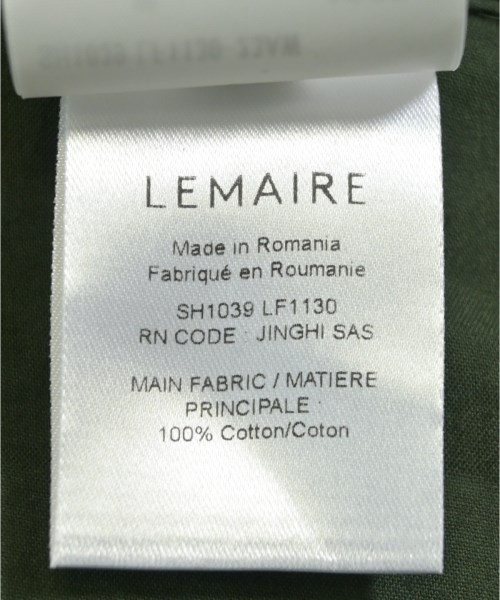 LEMAIRE
Made in Romania
Fabriqué en Roumanie
SH1039 LF1130
RN CODE : JINGHI SAS
MAIN FABRIC / MATIERE
PRINCIPALE :
100% Cotton/Coton